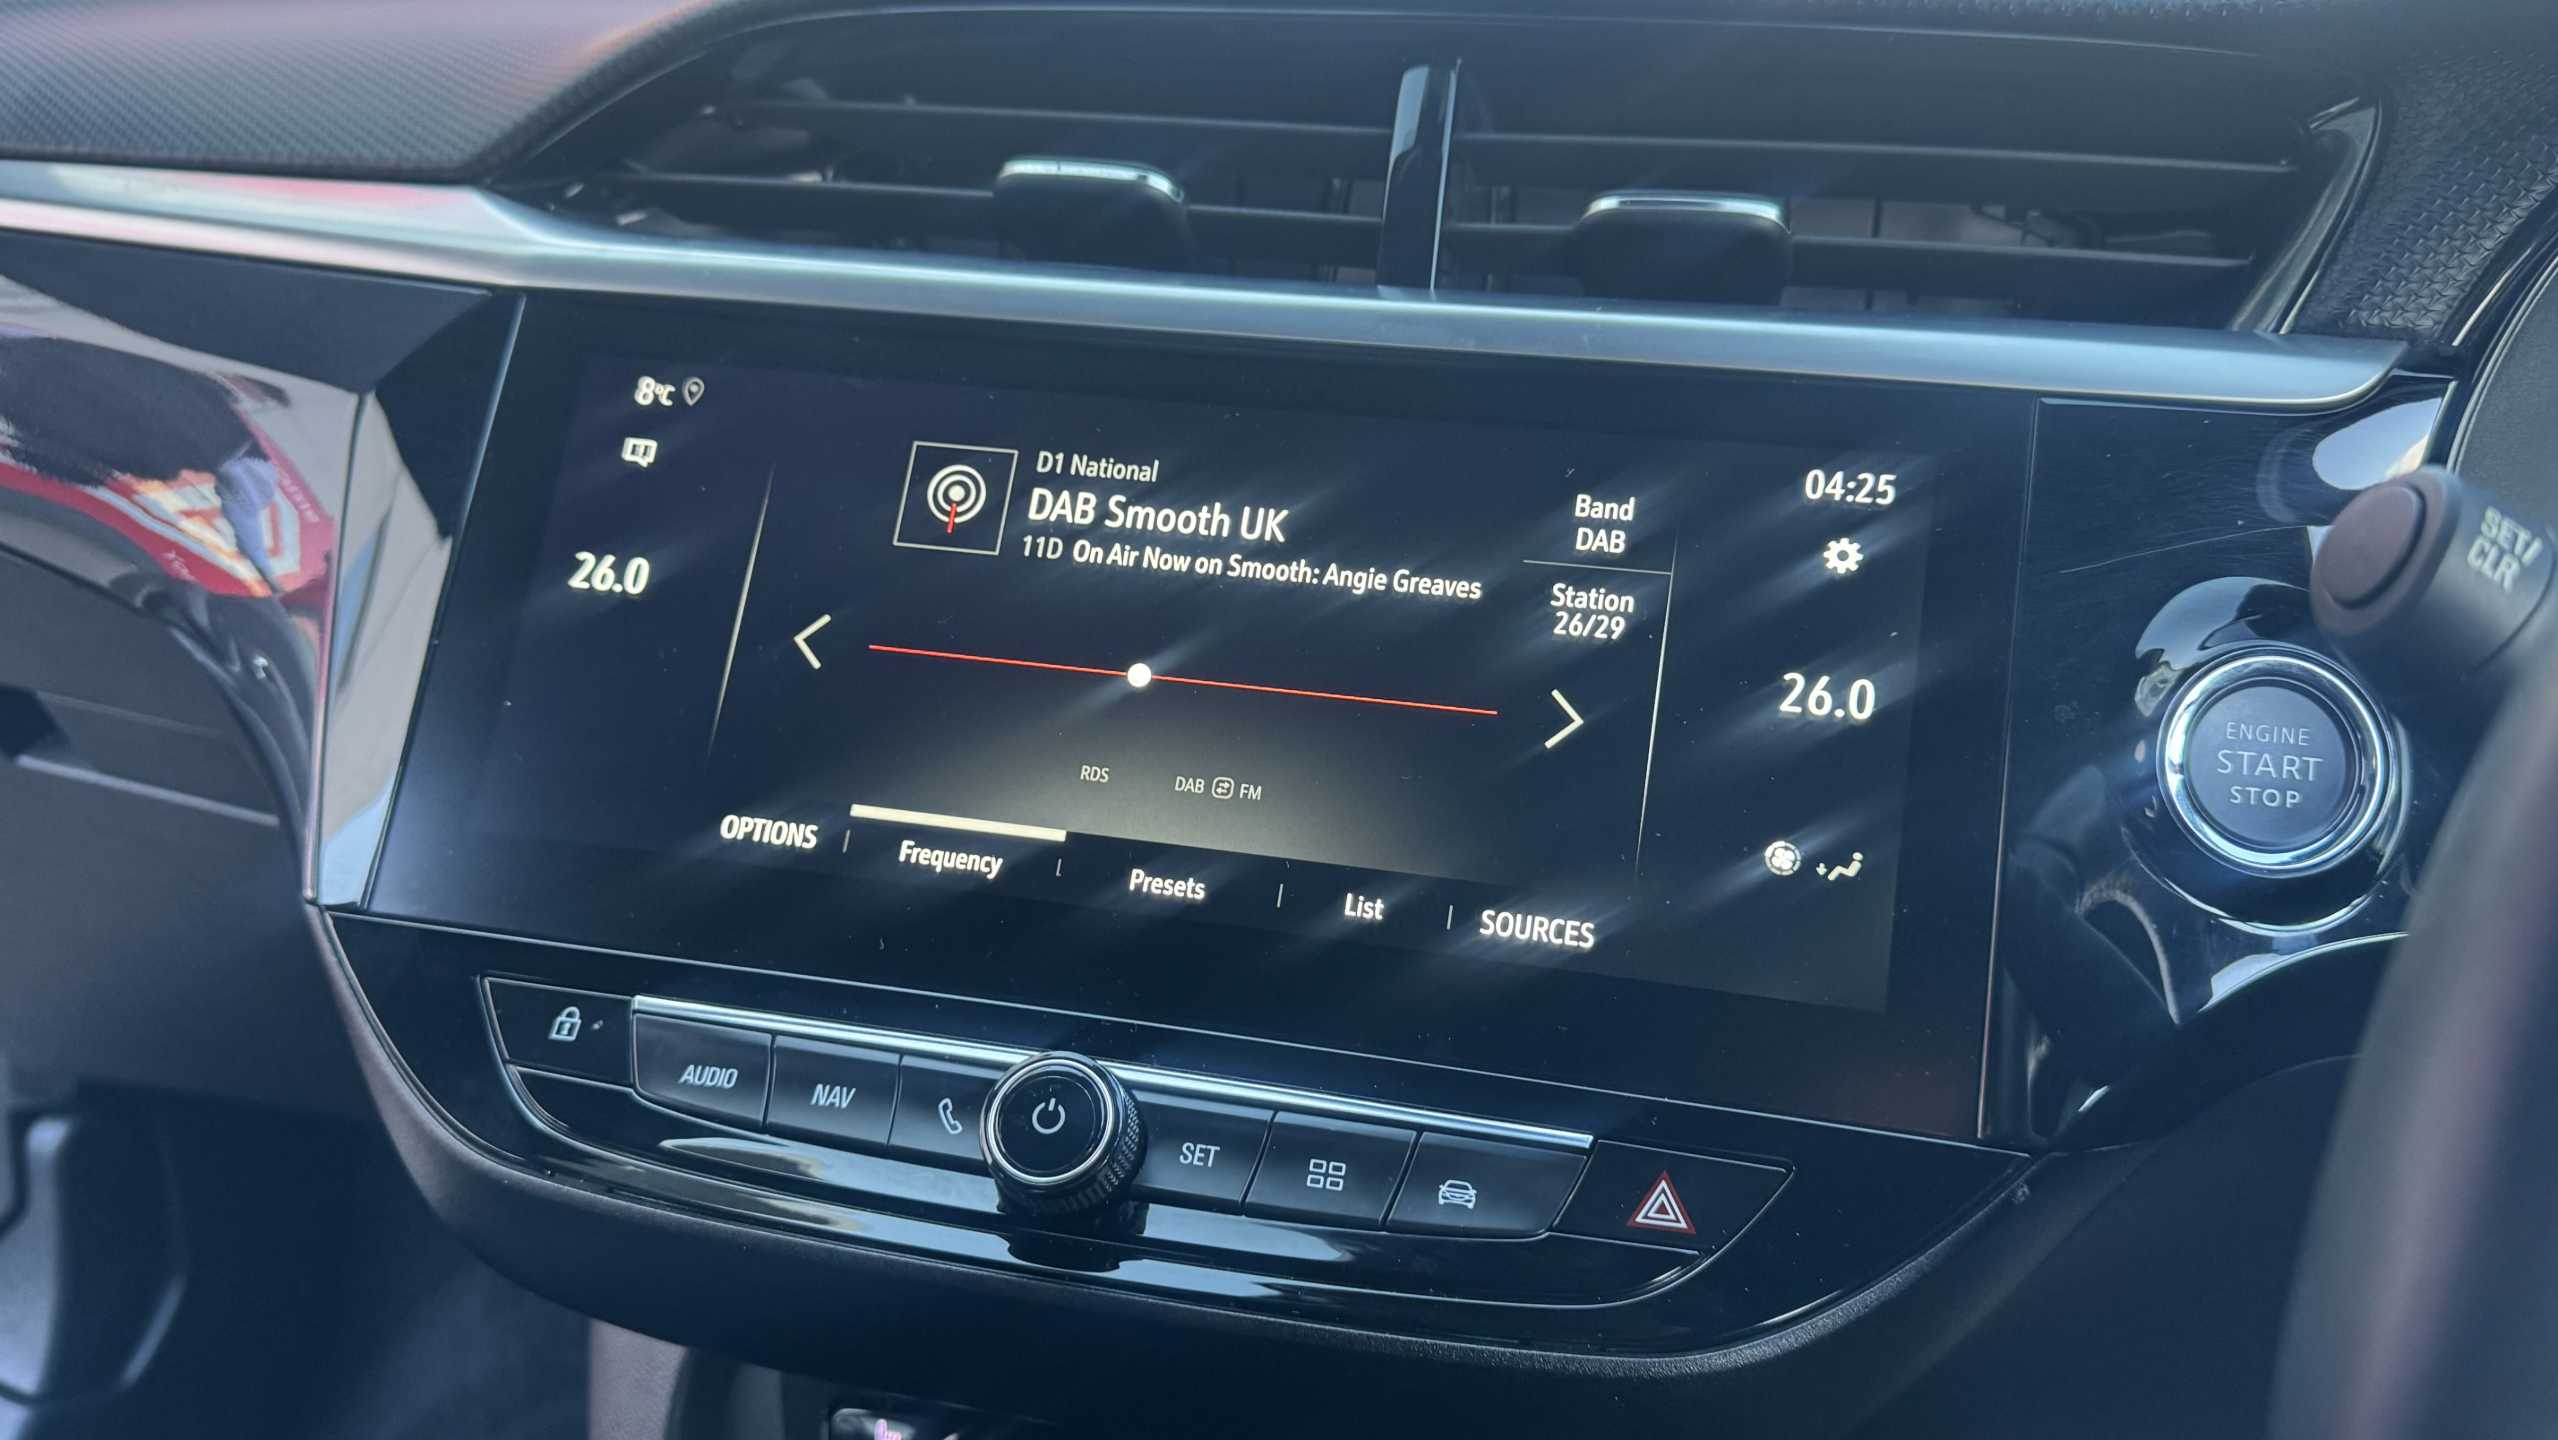 8°C
D1 National
DAB Smooth UK
11D On Air Now on Smooth: Angie Greaves
Band
DAB
Station
26/29
04:25
26.0
26.0
RDS
DAB FM
OPTIONS
Frequency
Presets
List
SOURCES
AUDIO
NAV
SET
ENGINE
START
STOP
SET/
CLR